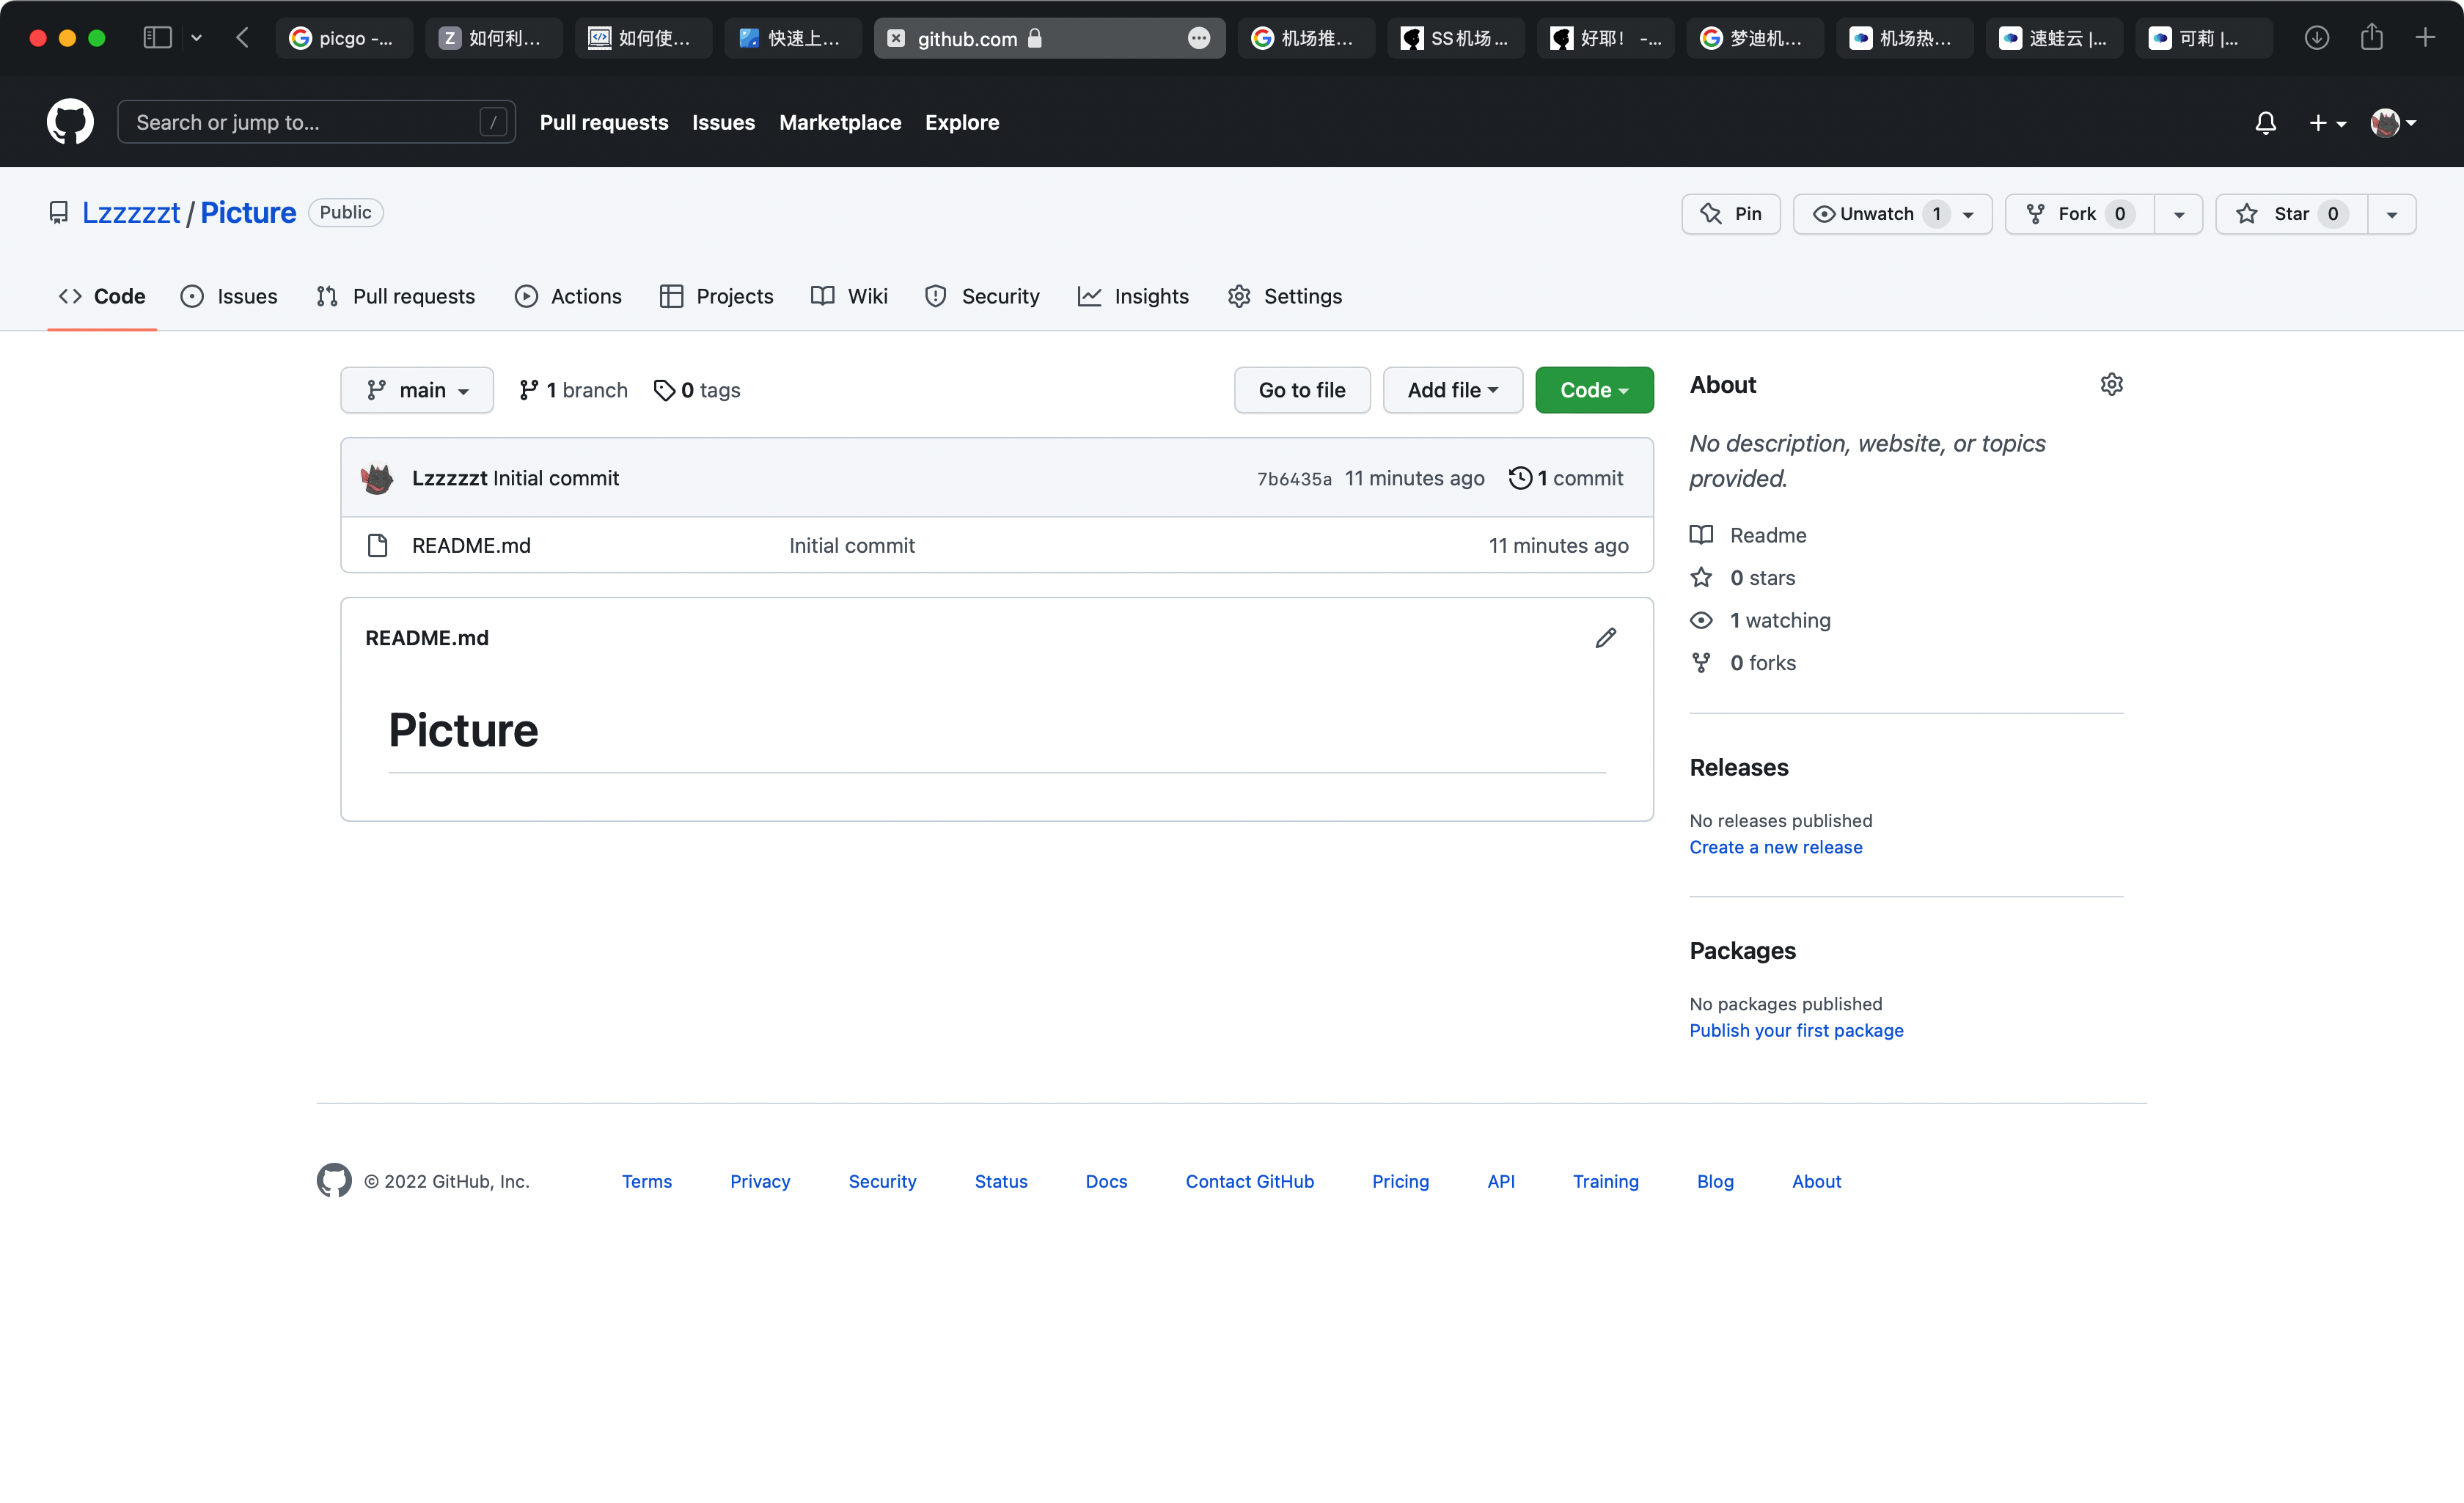 picgo -...
Z 如何利...
如何使...
快速上...
github.com
机场推...
SS机场...
好耶！ -...
梦迪机...
机场热...
速蛙云 |...
可莉 |...
Search or jump to...
/
Pull requests
Issues
Marketplace
Explore
Lzzzzzt / Picture
Public
Pin
Unwatch 1
Fork 0
Star 0
Code
Issues
Pull requests
Actions
Projects
Wiki
Security
Insights
Settings
main
1 branch
0 tags
Go to file
Add file
Code
Lzzzzzt Initial commit
7b6435a 11 minutes ago
1 commit
README.md
Initial commit
11 minutes ago
README.md
Picture
About
No description, website, or topics
provided.
Readme
0 stars
1 watching
0 forks
Releases
No releases published
Create a new release
Packages
No packages published
Publish your first package
© 2022 GitHub, Inc.
Terms
Privacy
Security
Status
Docs
Contact GitHub
Pricing
API
Training
Blog
About